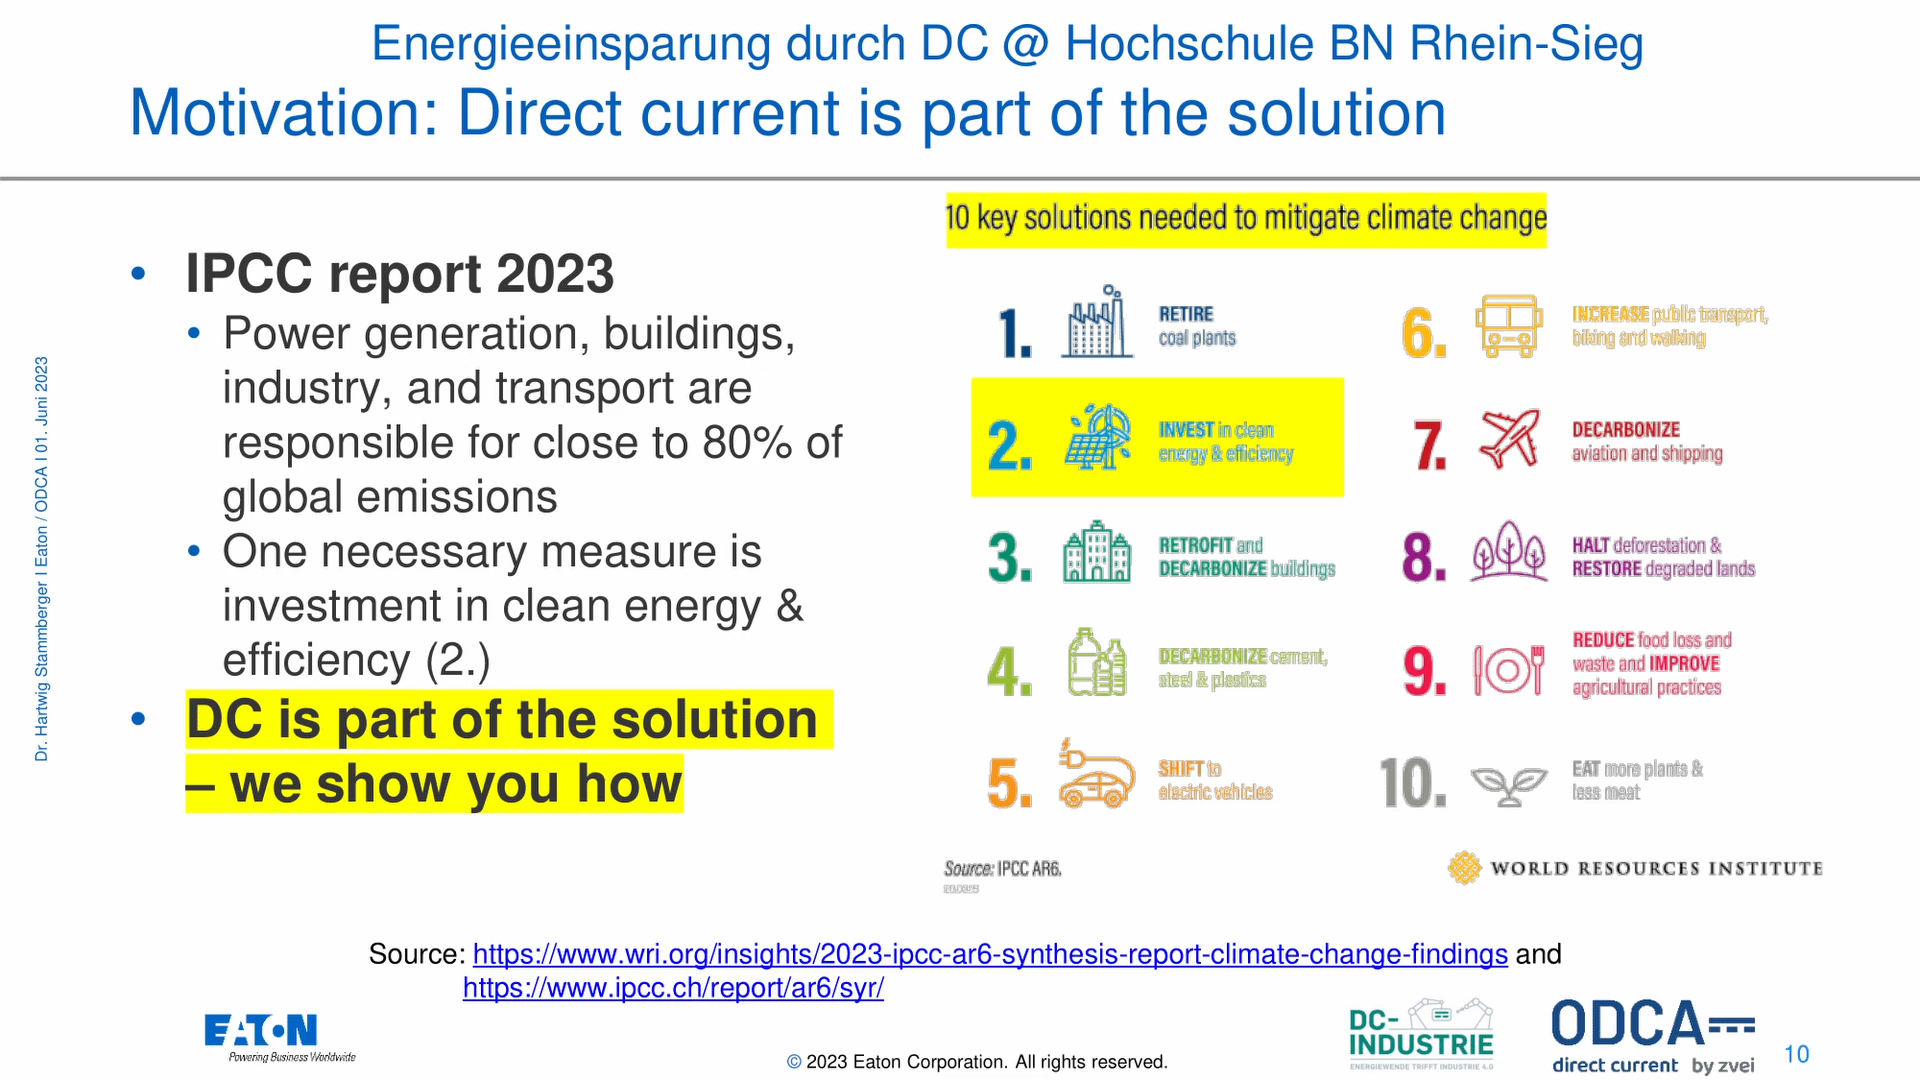 Energieeinsparung durch DC @ Hochschule BN Rhein-Sieg
Motivation: Direct current is part of the solution
• IPCC report 2023
• Power generation, buildings,
industry, and transport are
responsible for close to 80% of
global emissions
• One necessary measure is
investment in clean energy &
efficiency (2.)
• DC is part of the solution
– we show you how
10 key solutions needed to mitigate climate change
1. RETIRE
coal plants
2. INVEST in clean
energy & efficiency
3. RETROFIT and
DECARBONIZE buildings
4. DECARBONIZE cement,
steel & plastics
5. SHIFT to
electric vehicles
6. INCREASE public transport,
biking and walking
7. DECARBONIZE
aviation and shipping
8. HALT deforestation &
RESTORE degraded lands
9. REDUCE food loss and
waste and IMPROVE
agricultural practices
10. EAT more plants &
less meat
Source: IPCC AR6.
WORLD RESOURCES INSTITUTE
Source: https://www.wri.org/insights/2023-ipcc-ar6-synthesis-report-climate-change-findings and
https://www.ipcc.ch/report/ar6/syr/
Dr. Hartwig Stammberger I Eaton / ODCA I 01. Juni 2023
EATON
Powering Business Worldwide
© 2023 Eaton Corporation. All rights reserved.
DC-
INDUSTRIE
ENERGIEWENDE TRIFFT INDUSTRIE 4.0
ODCA
direct current by zvei
10